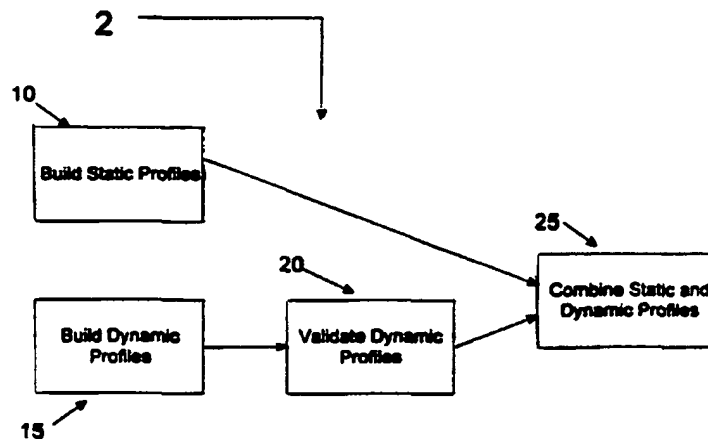 2
10
Build Static Profiles
25
20
Combine Static and
Dynamic Profiles
Build Dynamic
Profiles
Validate Dynamic
Profiles
15